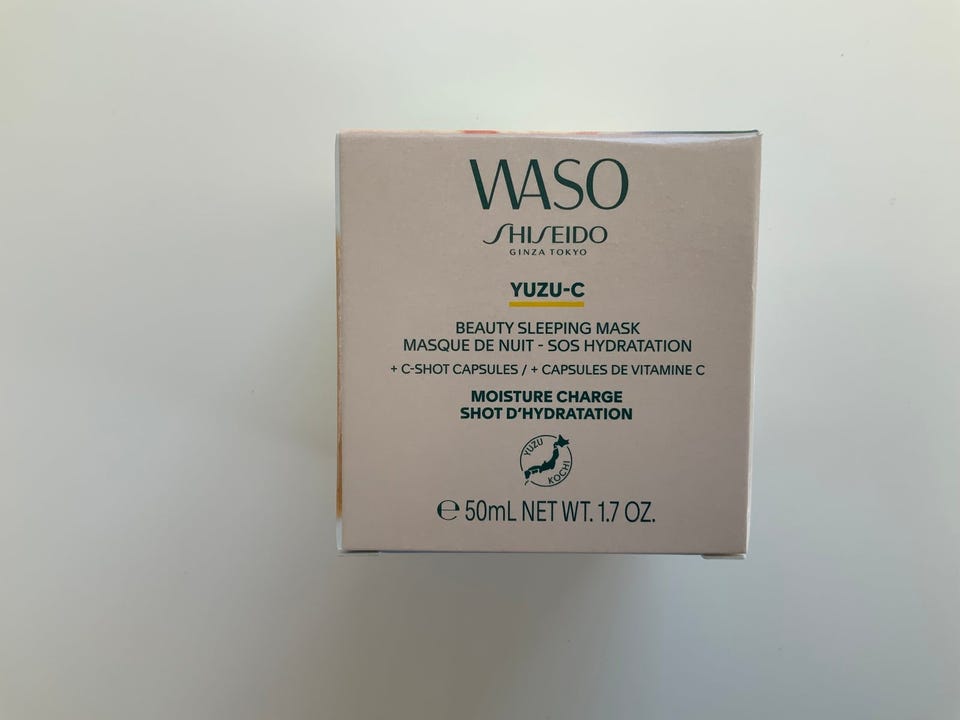 WASO
SHISEIDO
GINZA TOKYO
YUZU-C
BEAUTY SLEEPING MASK
MASQUE DE NUIT - SOS HYDRATATION
+ C-SHOT CAPSULES / + CAPSULES DE VITAMINE C
MOISTURE CHARGE
SHOT D'HYDRATATION
YUZU
KOCHI
℮ 50mL NET WT. 1.7 OZ.